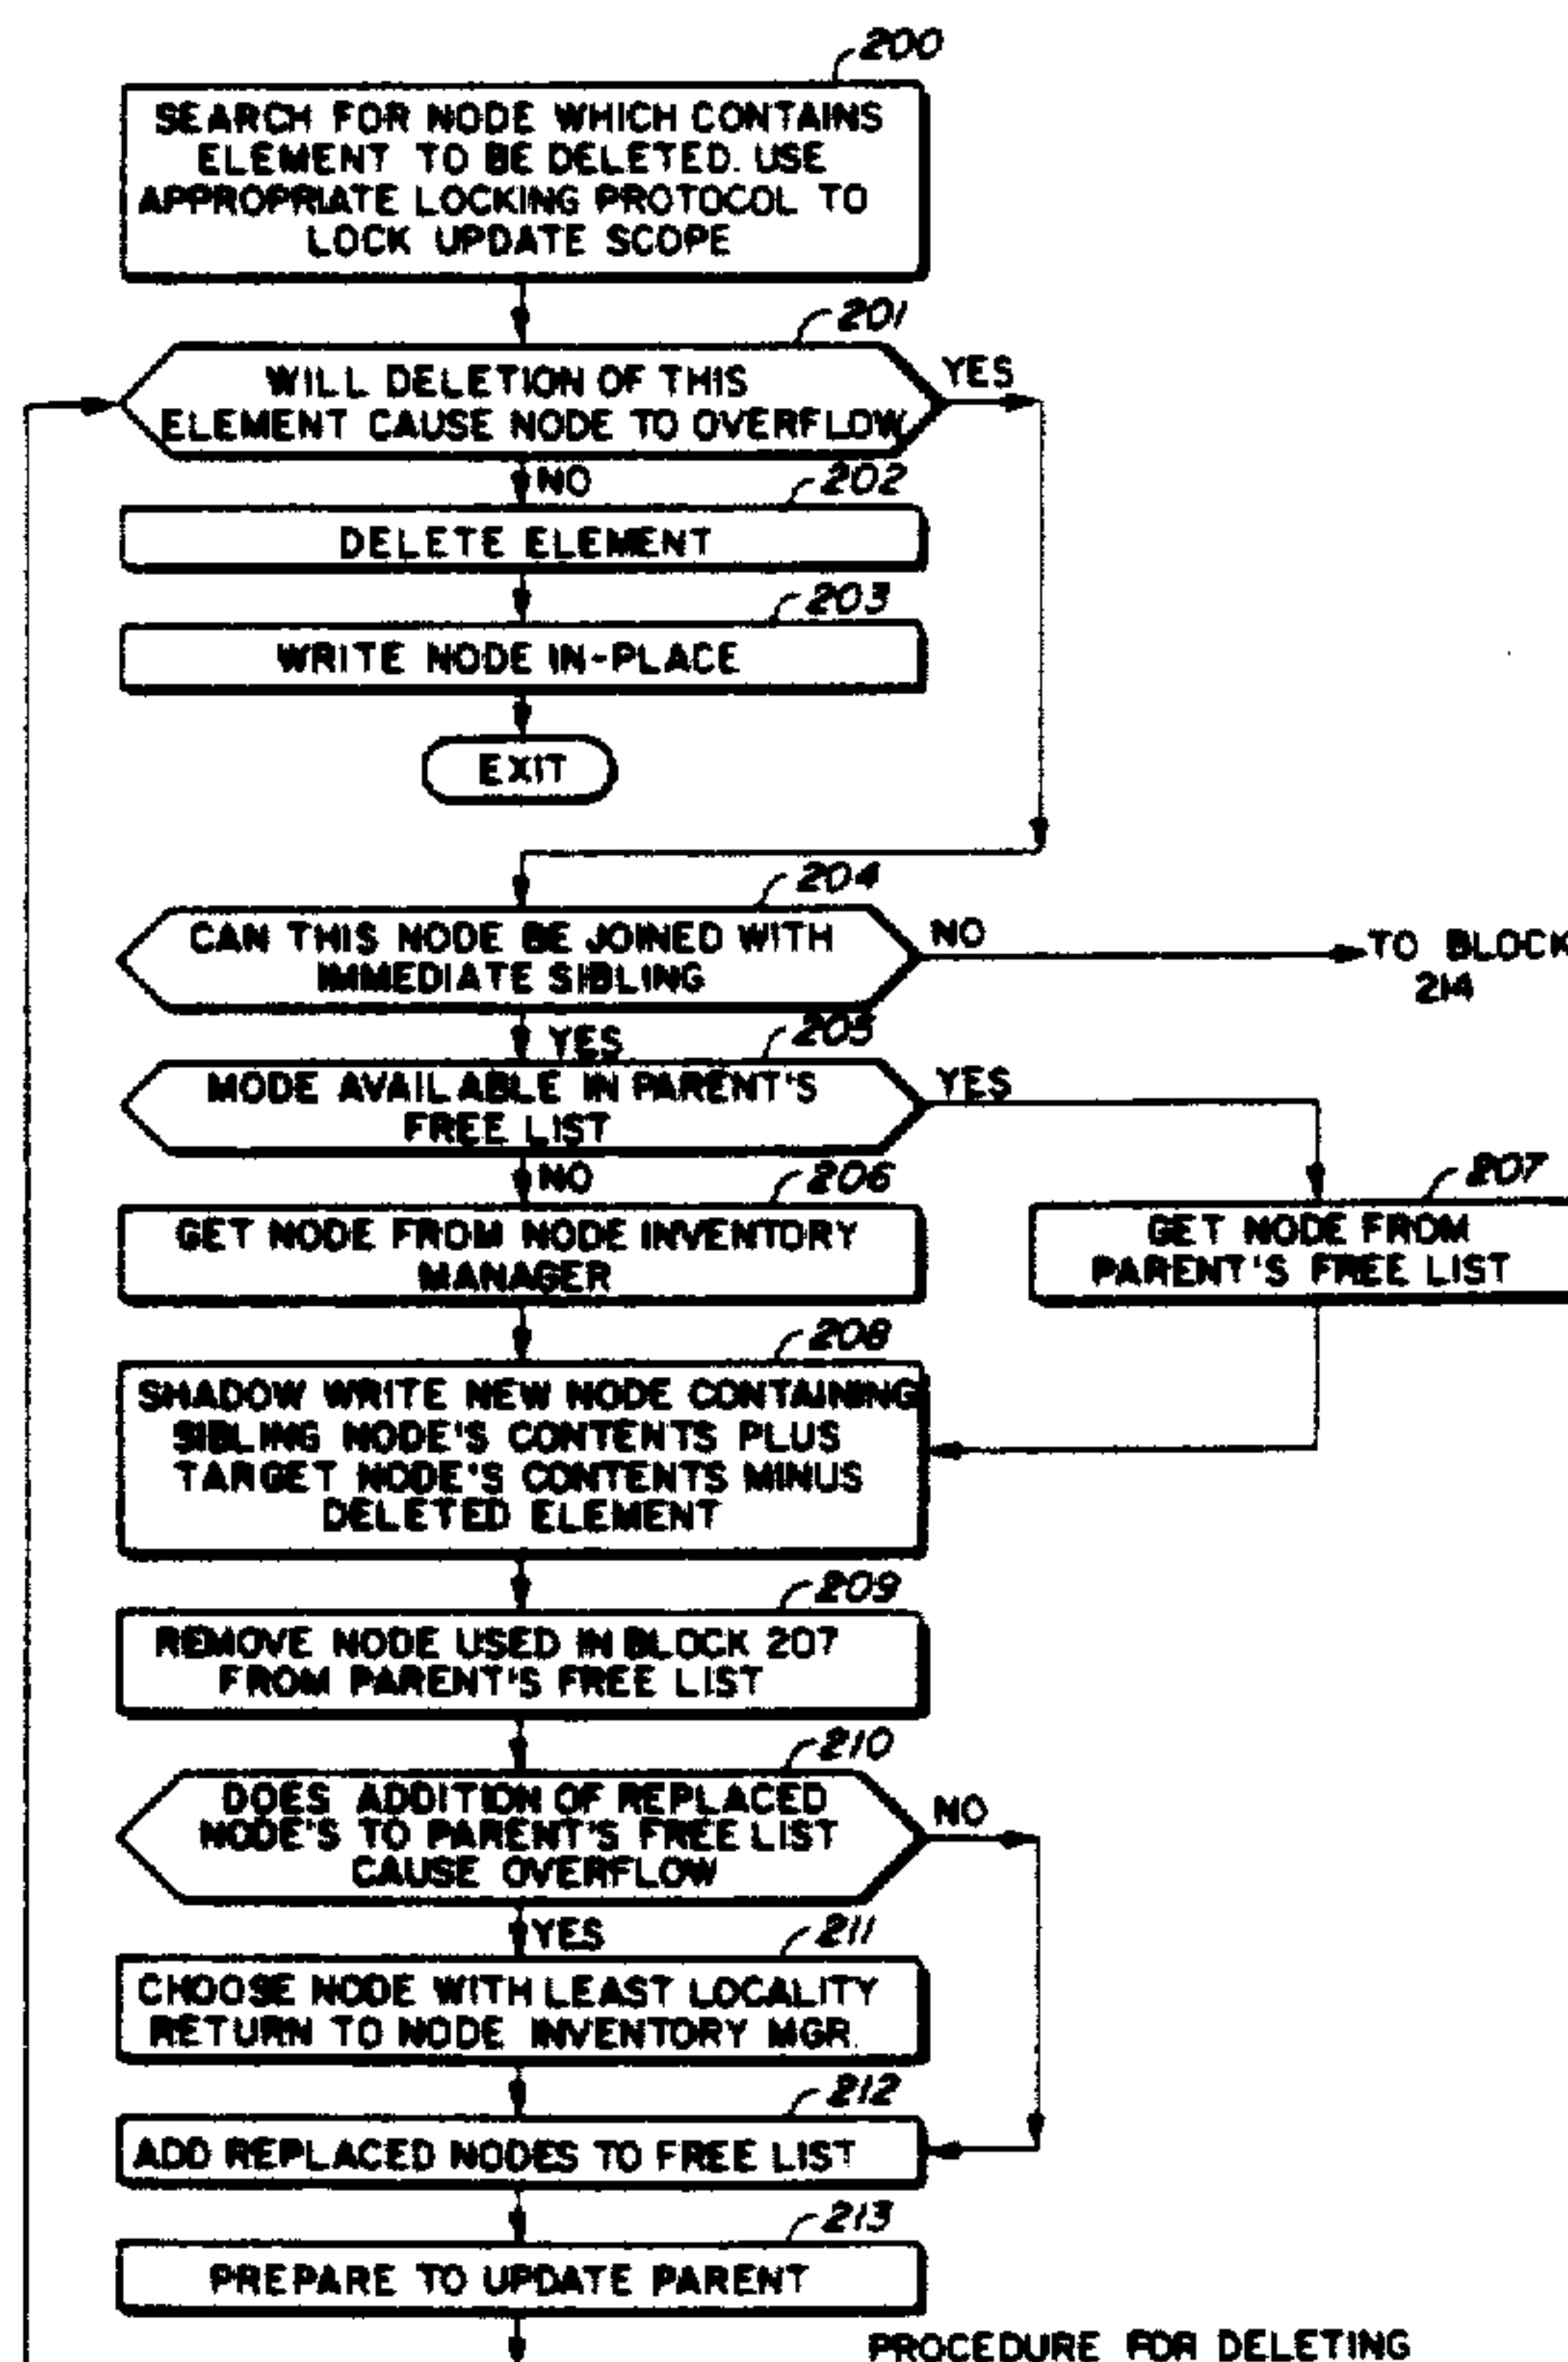 200
SEARCH FOR NODE WHICH CONTAINS
ELEMENT TO BE DELETED. USE
APPROPRIATE LOCKING PROTOCOL TO
LOCK UPDATE SCOPE
201
WILL DELETION OF THIS
ELEMENT CAUSE NODE TO OVERFLOW
YES
NO
202
DELETE ELEMENT
203
WRITE NODE IN-PLACE
EXIT
204
CAN THIS NODE BE JOINED WITH
IMMEDIATE SIBLING
NO
TO BLOCK
214
YES
205
MODE AVAILABLE IN PARENT'S
FREE LIST
YES
NO
206
GET NODE FROM NODE INVENTORY
MANAGER
207
GET NODE FROM
PARENT'S FREE LIST
208
SHADOW WRITE NEW NODE CONTAINING
SIBLING NODE'S CONTENTS PLUS
TARGET NODE'S CONTENTS MINUS
DELETED ELEMENT
209
REMOVE NODE USED IN BLOCK 207
FROM PARENT'S FREE LIST
210
DOES ADDITION OF REPLACED
NODE'S TO PARENT'S FREE LIST
CAUSE OVERFLOW
NO
YES
211
CHOOSE NODE WITH LEAST LOCALITY
RETURN TO NODE INVENTORY MGR.
212
ADD REPLACED NODES TO FREE LIST
213
PREPARE TO UPDATE PARENT
PROCEDURE FOR DELETING